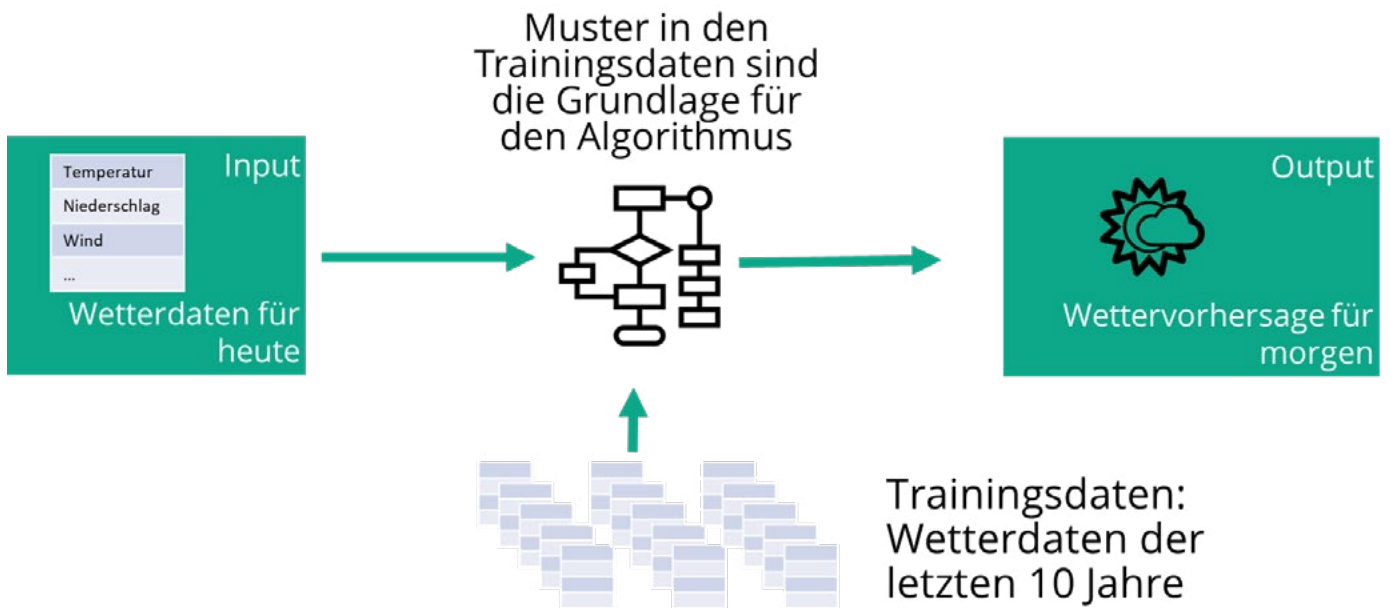 Muster in den
Trainingsdaten sind
die Grundlage für
den Algorithmus
Input
Temperatur
Niederschlag
Wind
...
Wetterdaten für
heute
Output
Wettervorhersage für
morgen
Trainingsdaten:
Wetterdaten der
letzten 10 Jahre